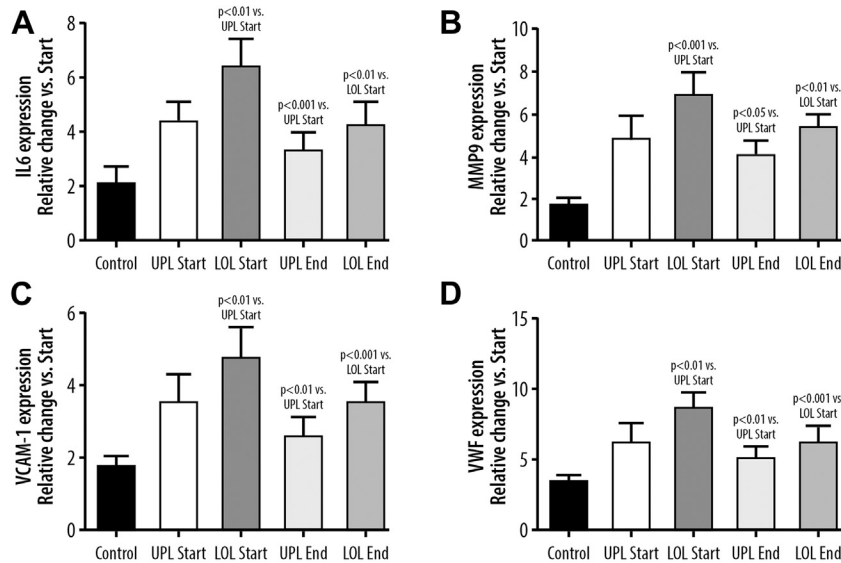 A
IL6 expression
Relative change vs. Start
8
6
4
2
0
p<0.01 vs.
UPL Start
p<0.001 vs.
UPL Start
p<0.01 vs.
LOL Start
Control
UPL Start
LOL Start
UPL End
LOL End
B
MMP9 expression
Relative change vs. Start
10
8
6
4
2
0
p<0.001 vs.
UPL Start
p<0.05 vs.
UPL Start
p<0.01 vs.
LOL Start
Control
UPL Start
LOL Start
UPL End
LOL End
C
VCAM-1 expression
Relative change vs. Start
6
4
2
0
p<0.01 vs.
UPL Start
p<0.01 vs.
UPL Start
p<0.001 vs.
LOL Start
Control
UPL Start
LOL Start
UPL End
LOL End
D
VWF expression
Relative change vs. Start
15
10
5
0
p<0.01 vs.
UPL Start
p<0.01 vs.
UPL Start
p<0.001 vs
LOL Start
Control
UPL Start
LOL Start
UPL End
LOL End